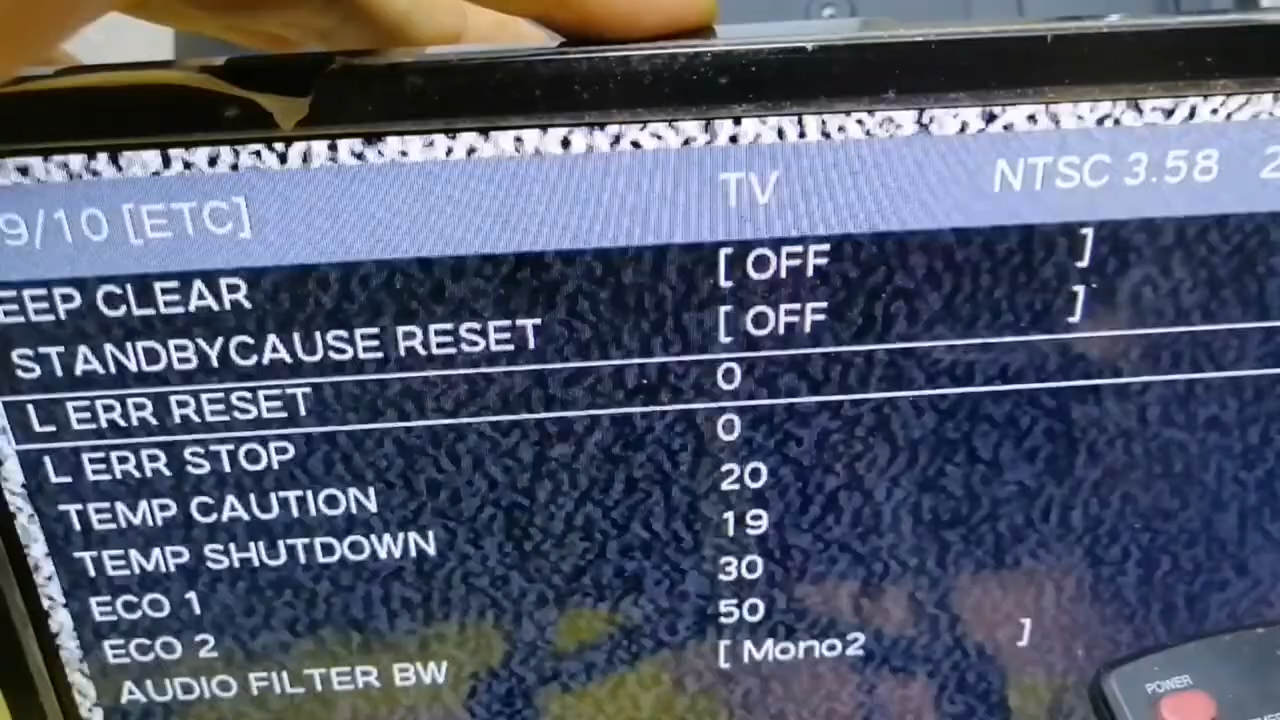 9/10 [ETC] TV NTSC 3.58 2
EEP CLEAR [ OFF ]
STANDBYCAUSE RESET [ OFF ]
L ERR RESET 0
L ERR STOP 0
TEMP CAUTION 20
TEMP SHUTDOWN 19
ECO 1 30
ECO 2 50
AUDIO FILTER BW [ Mono2 ]
POWER